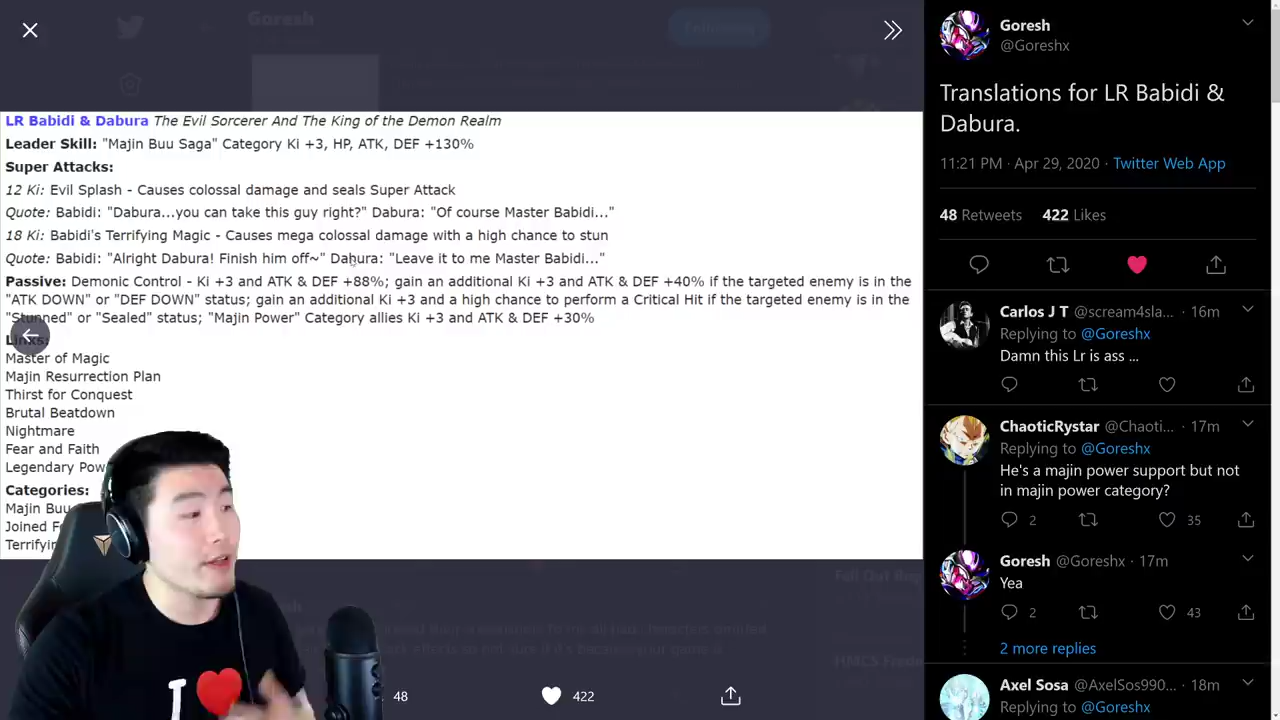 LR Babidi & Dabura The Evil Sorcerer And The King of the Demon Realm
Leader Skill: "Majin Buu Saga" Category Ki +3, HP, ATK, DEF +130%
Super Attacks:
12 Ki: Evil Splash - Causes colossal damage and seals Super Attack
Quote: Babidi: "Dabura...you can take this guy right?" Dabura: "Of course Master Babidi..."
18 Ki: Babidi's Terrifying Magic - Causes mega colossal damage with a high chance to stun
Quote: Babidi: "Alright Dabura! Finish him off~" Dabura: "Leave it to me Master Babidi..."
Passive: Demonic Control - Ki +3 and ATK & DEF +88%; gain an additional Ki +3 and ATK & DEF +40% if the targeted enemy is in the
"ATK DOWN" or "DEF DOWN" status; gain an additional Ki +3 and a high chance to perform a Critical Hit if the targeted enemy is in the
"Stunned" or "Sealed" status; "Majin Power" Category allies Ki +3 and ATK & DEF +30%
Links:
Master of Magic
Majin Resurrection Plan
Thirst for Conquest
Brutal Beatdown
Nightmare
Fear and Faith
Legendary Pow
Categories:
Majin Buu
Joined F
Terrifyin
I
48
422
Goresh
@Goreshx
Translations for LR Babidi &
Dabura.
11:21 PM · Apr 29, 2020 · Twitter Web App
48 Retweets 422 Likes
Carlos J T @scream4sla... · 16m
Replying to @Goreshx
Damn this Lr is ass ...
ChaoticRystar @Chaoti... · 17m
Replying to @Goreshx
He's a majin power support but not
in majin power category?
2
35
Goresh @Goreshx · 17m
Yea
2
43
2 more replies
Axel Sosa @AxelSos990... · 18m
Replying to @Goreshx